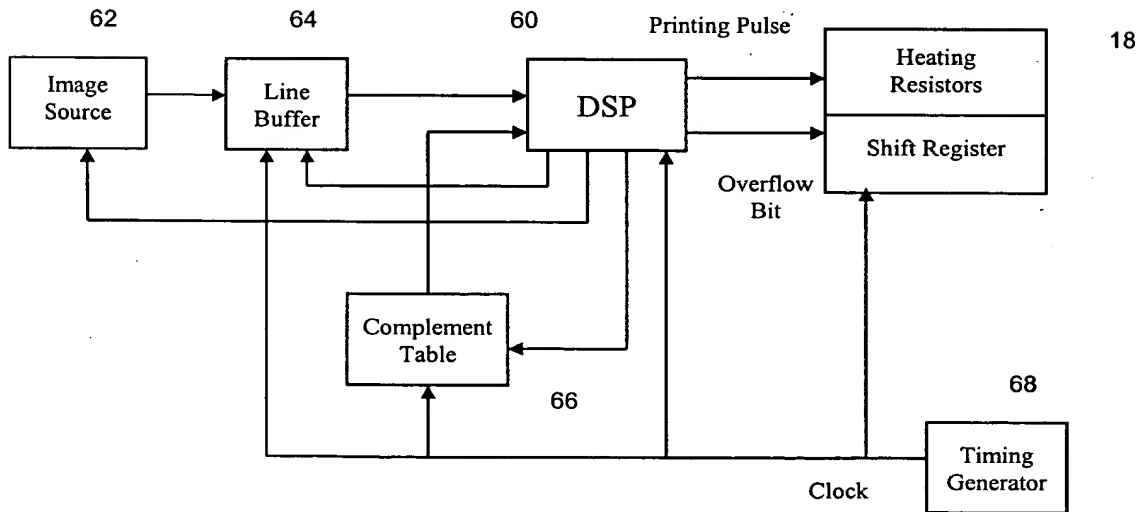 62
64
60
Printing Pulse
18
Image
Source
Line
Buffer
DSP
Heating
Resistors
Shift Register
Overflow
Bit
Complement
Table
66
68
Timing
Generator
Clock